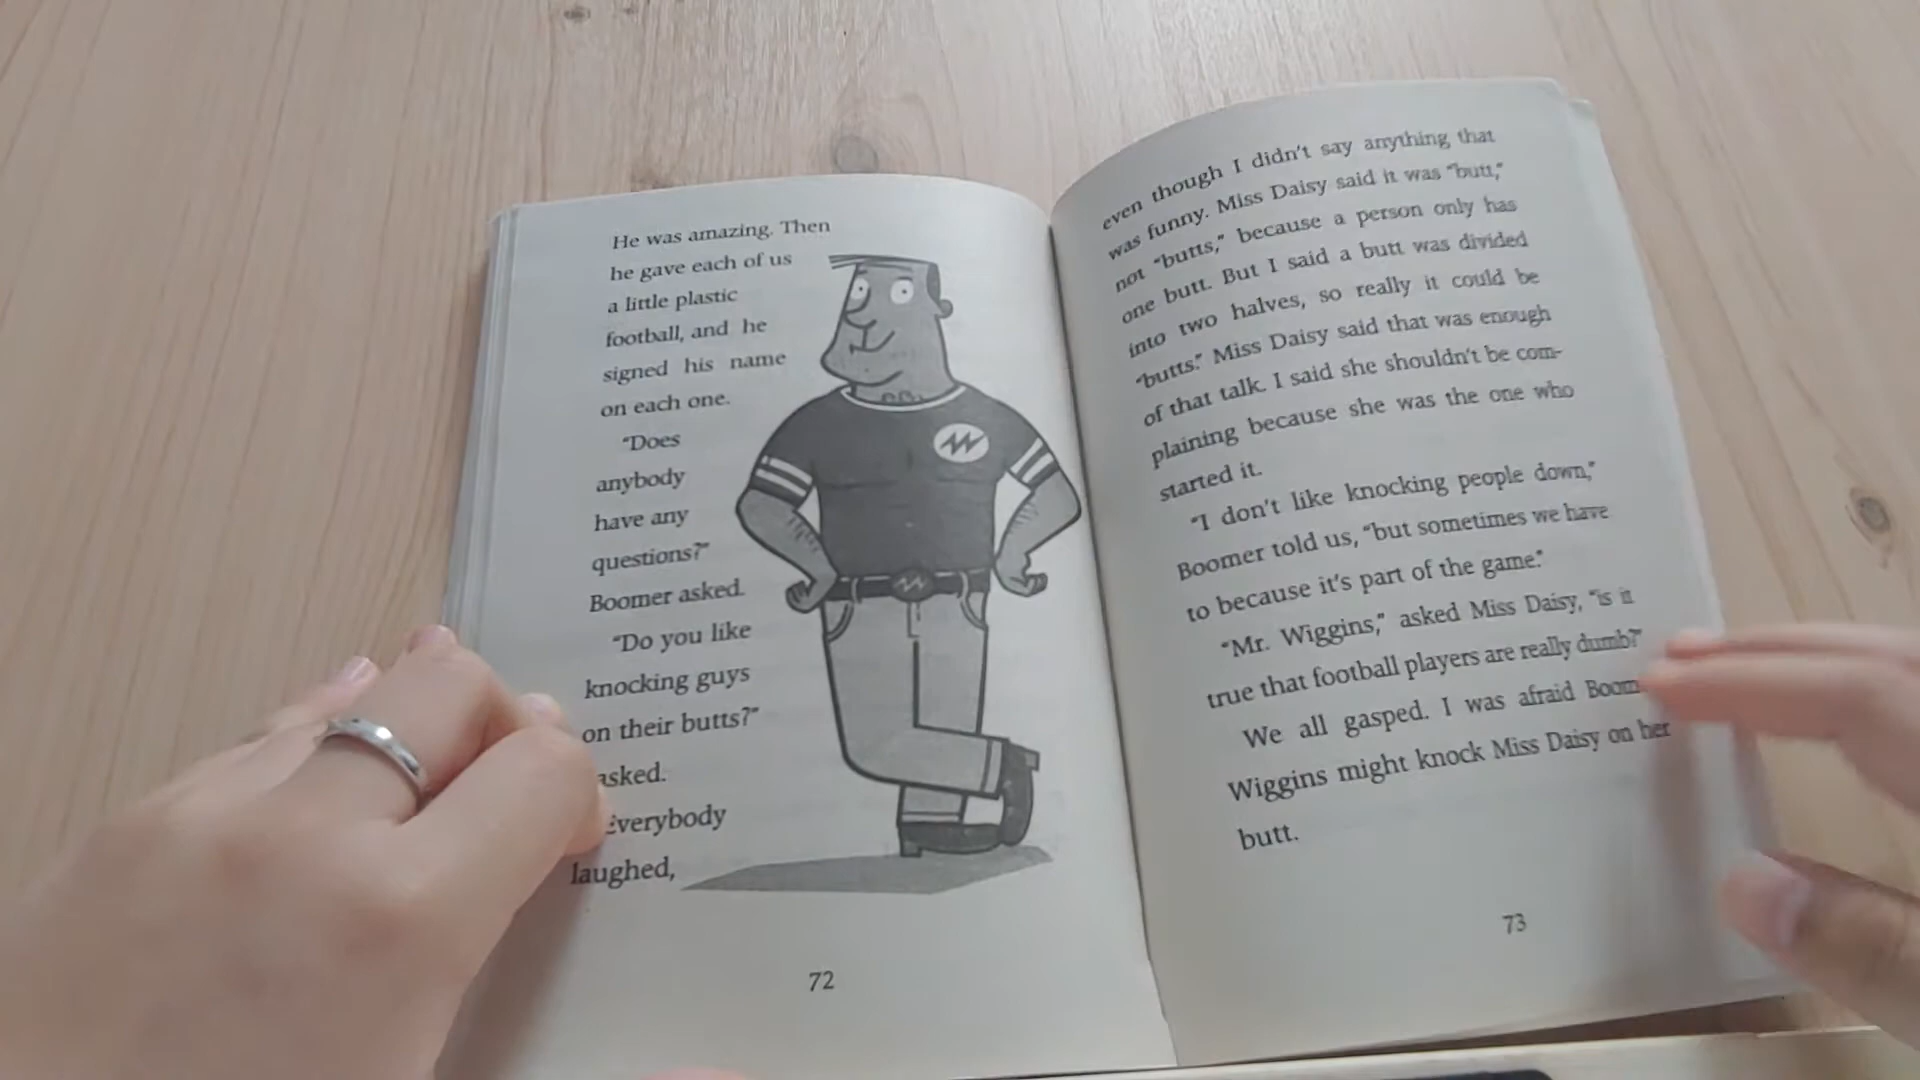 He was amazing. Then
he gave each of us
a little plastic
football, and he
signed his name
on each one.
"Does
anybody
have any
questions?"
Boomer asked.
"Do you like
knocking guys
on their butts?"
asked.
Everybody
laughed,
72
even though I didn't say anything that
was funny. Miss Daisy said it was "butt,"
not "butts," because a person only has
one butt. But I said a butt was divided
into two halves, so really it could be
"butts." Miss Daisy said that was enough
of that talk. I said she shouldn't be com-
plaining because she was the one who
started it.
"I don't like knocking people down,"
Boomer told us, "but sometimes we have
to because it's part of the game."
"Mr. Wiggins," asked Miss Daisy, "is it
true that football players are really dumb?"
We all gasped. I was afraid Boom
Wiggins might knock Miss Daisy on her
butt.
73